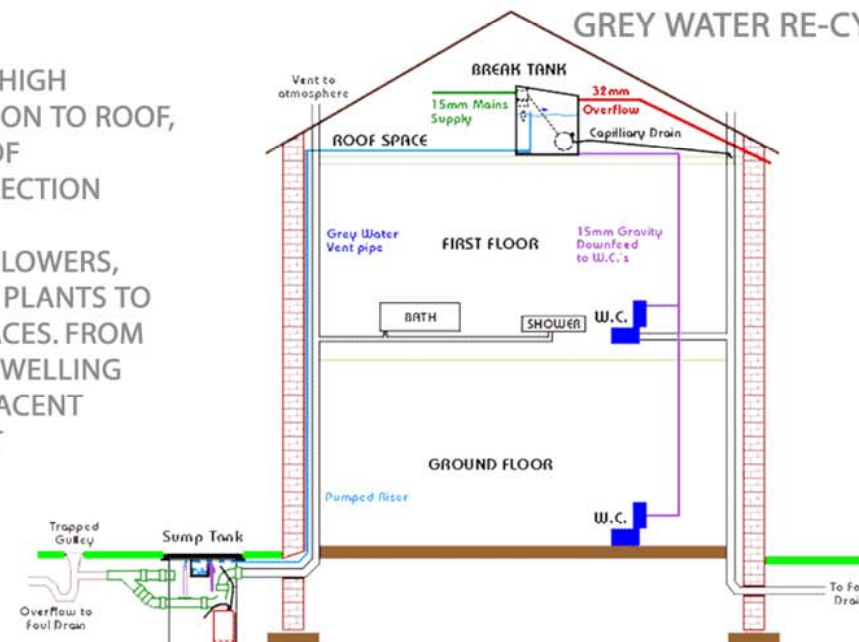 GREY WATER RE-CY
HIGH
ON TO ROOF,
OF
ECTION
LOWERS,
PLANTS TO
ACES. FROM
WELLING
ACENT
Vent to
atmosphere
BREAK TANK
15mm Mains
Supply
32mm
Overflow
Capilliary Drain
ROOF SPACE
Grey Water
Vent pipe
FIRST FLOOR
15mm Gravity
Downfeed
to W.C.'s
BATH
SHOWER
W.C.
GROUND FLOOR
Pumped Riser
W.C.
Trapped
Gulley
Sump Tank
Overflow to
Foul Drain
To Fo
Drai